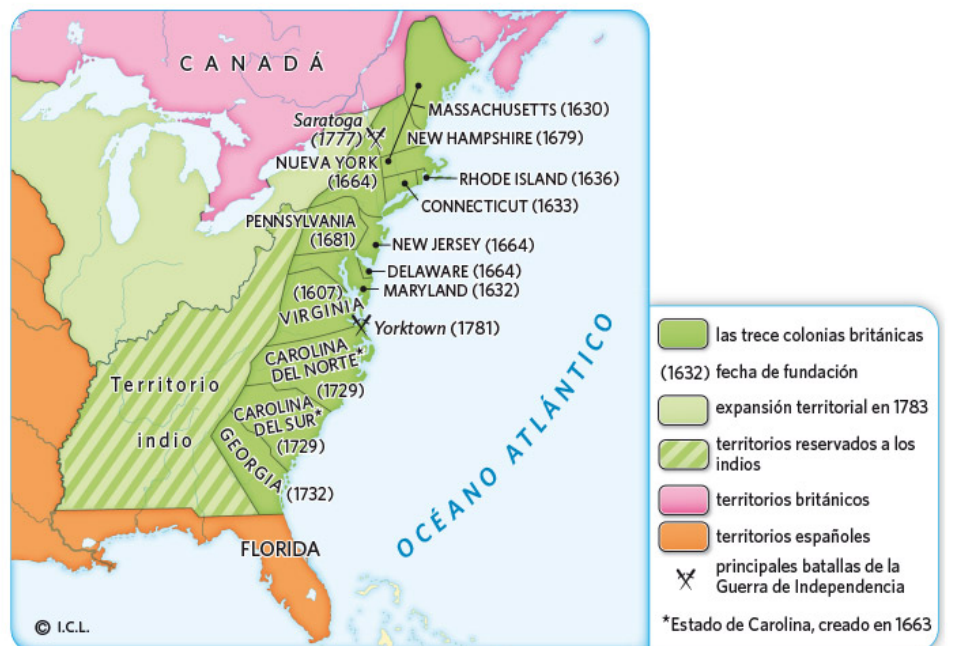 CANADÁ
MASSACHUSETTS (1630)
Saratoga
(1777)
NEW HAMPSHIRE (1679)
NUEVA YORK
(1664)
RHODE ISLAND (1636)
CONNECTICUT (1633)
PENNSYLVANIA
(1681)
NEW JERSEY (1664)
DELAWARE (1664)
MARYLAND (1632)
(1607)
VIRGINIA
Yorktown (1781)
CAROLINA
DEL NORTE*
(1729)
Territorio
indio
CAROLINA
DEL SUR*
(1729)
GEORGIA (1732)
OCÉANO ATLÁNTICO
FLORIDA
© I.C.L.
las trece colonias británicas
(1632) fecha de fundación
expansión territorial en 1783
territorios reservados a los
indios
territorios británicos
territorios españoles
principales batallas de la
Guerra de Independencia
*Estado de Carolina, creado en 1663